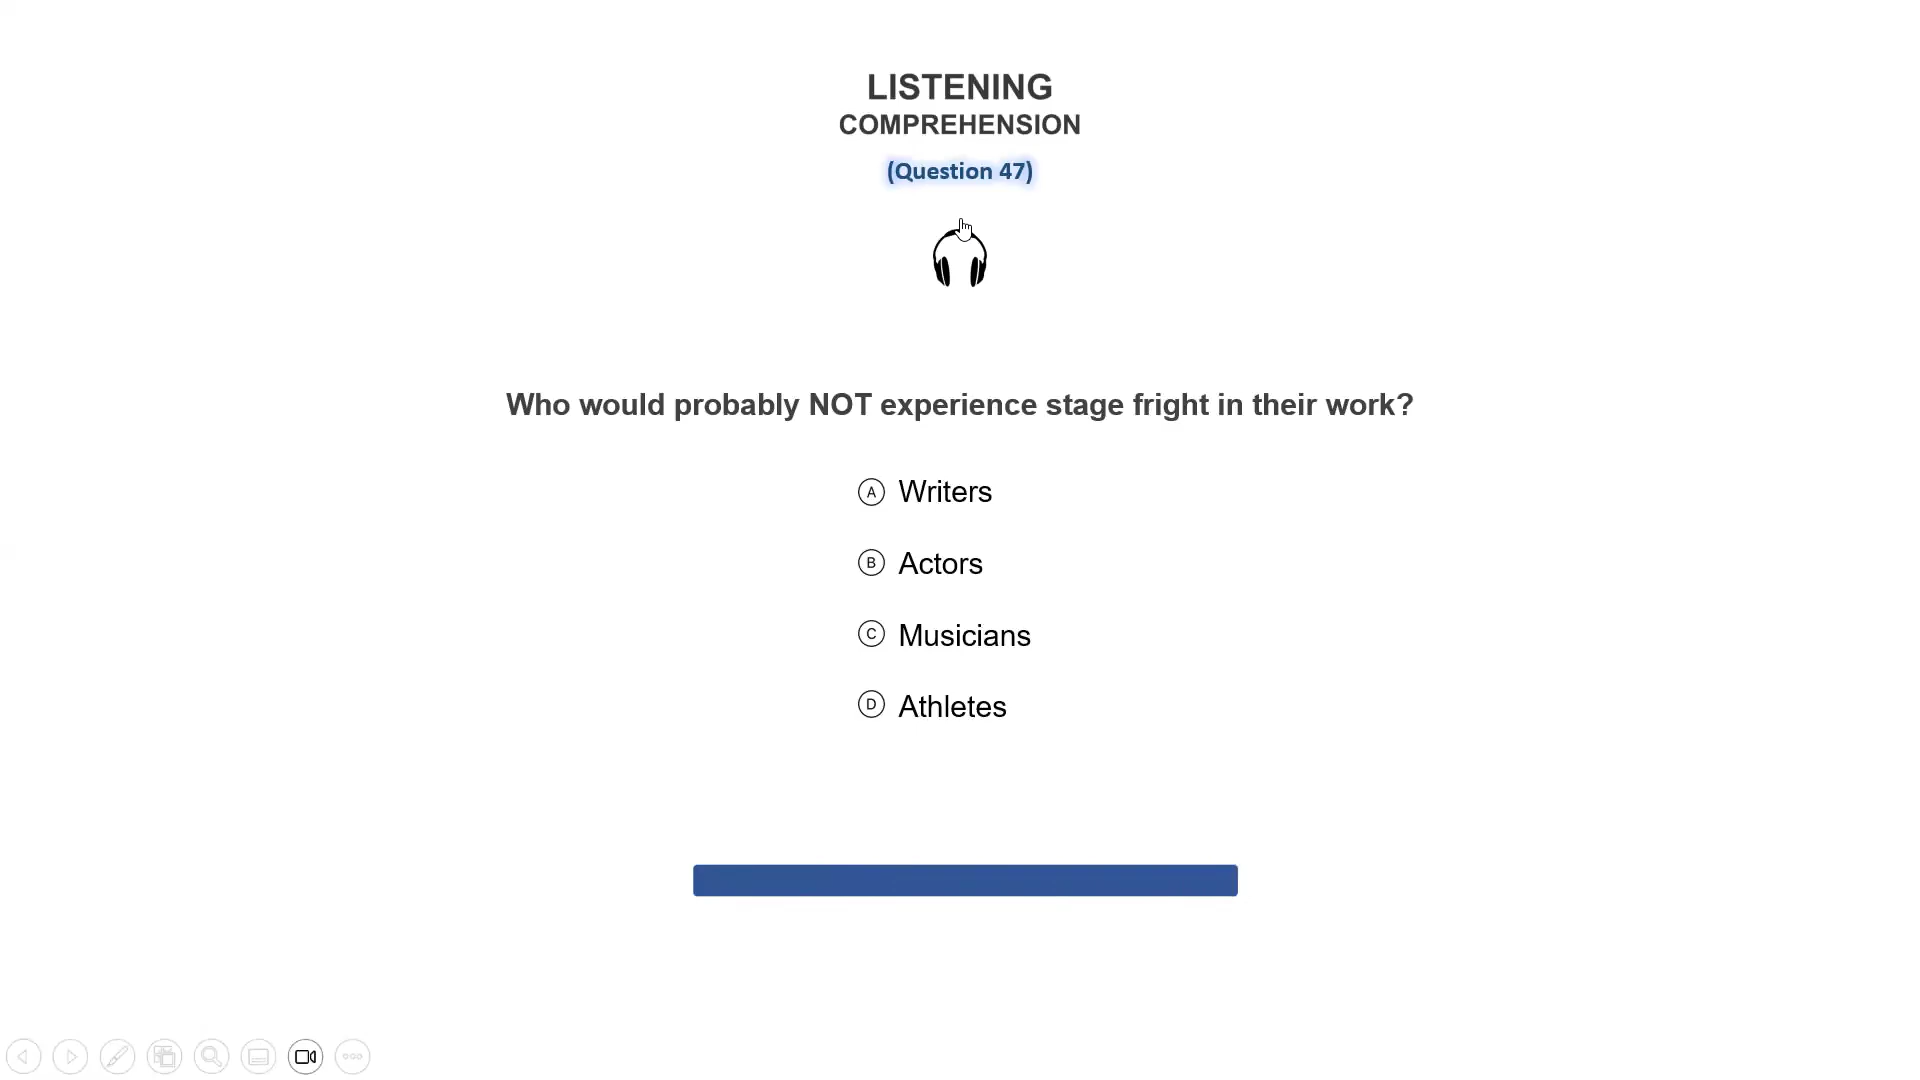 LISTENING
COMPREHENSION
(Question 47)
Who would probably NOT experience stage fright in their work?
A Writers
B Actors
C Musicians
D Athletes